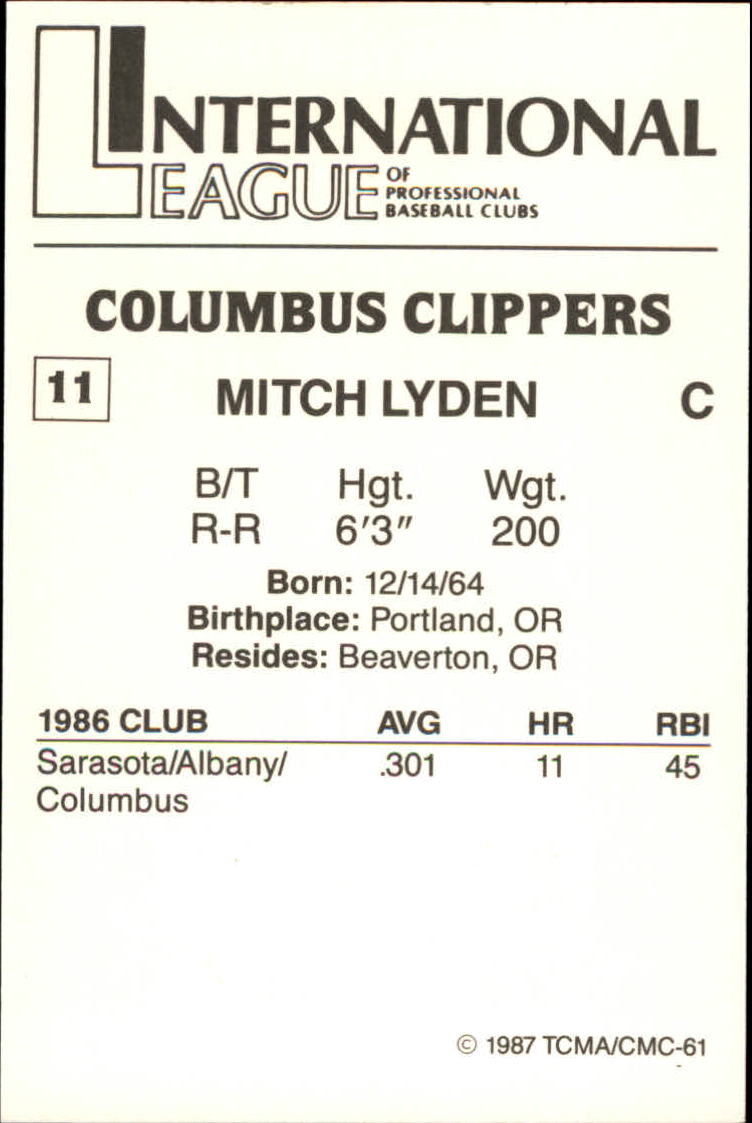 INTERNATIONAL
LEAGUE OF
PROFESSIONAL
BASEBALL CLUBS
COLUMBUS CLIPPERS
11 MITCH LYDEN C
B/T Hgt. Wgt.
R-R 6'3" 200
Born: 12/14/64
Birthplace: Portland, OR
Resides: Beaverton, OR
1986 CLUB AVG HR RBI
Sarasota/Albany/ .301 11 45
Columbus
© 1987 TCMA/CMC-61